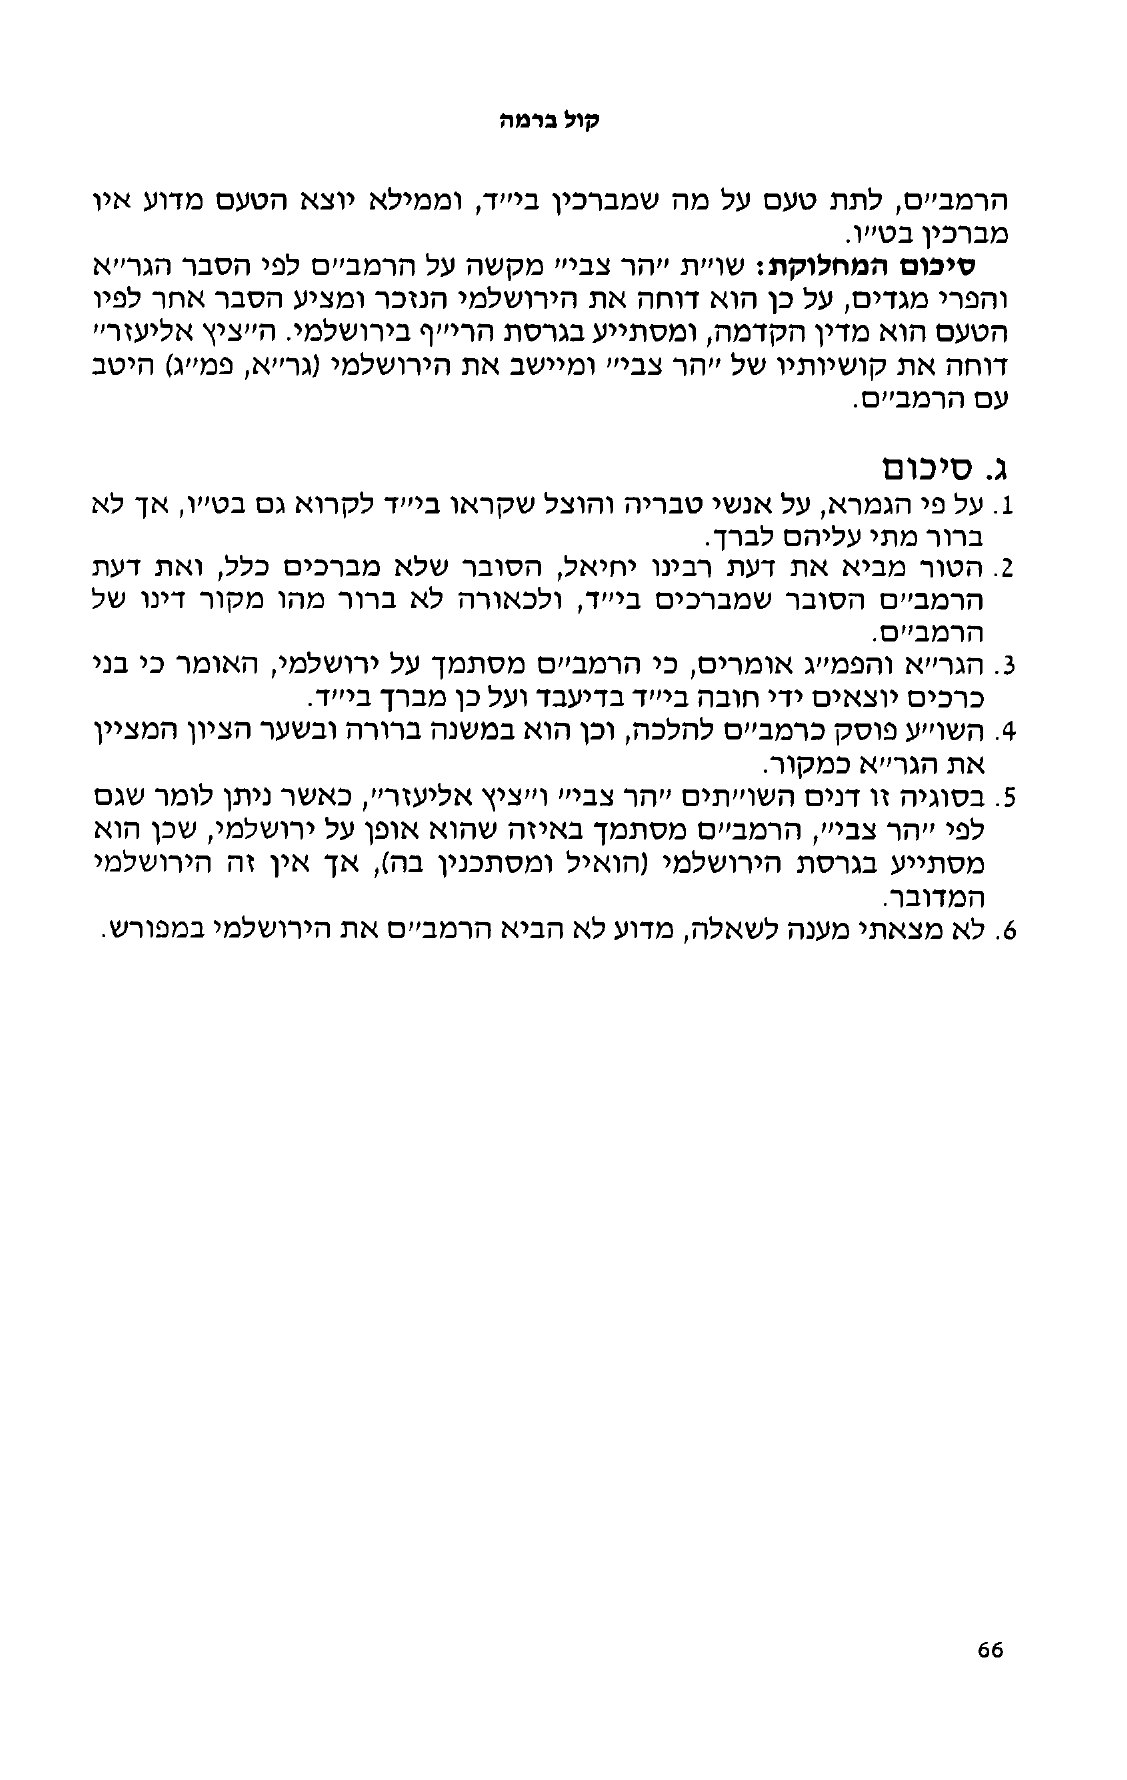 קול ברמה
הרמב״ם, לתת טעם על מה שמברכין בי״ד, וממילא יוצא הטעם מדוע אין
מברכין בט״ו.
סיכום המחלוקת: שו״ת ״הר צבי״ מקשה על הרמב״ם לפי הסבר הגר״א
והפרי מגדים, על כן הוא דוחה את הירושלמי הנזכר ומציע הסבר אחר לפיו
הטעם הוא מדין הקדמה, ומסתייע בגרסת הרי״ף בירושלמי. ה״ציץ אליעזר״
דוחה את קושיותיו של ״הר צבי״ ומיישב את הירושלמי (גר״א, פמ״ג) היטב
עם הרמב״ם.
ג. סיכום
1. על פי הגמרא, על אנשי טבריה והוצל שקראו בי״ד לקרוא גם בט״ו, אך לא
ברור מתי עליהם לברך.
2. הטור מביא את דעת רבינו יחיאל, הסובר שלא מברכים כלל, ואת דעת
הרמב״ם הסובר שמברכים בי״ד, ולכאורה לא ברור מהו מקור דינו של
הרמב״ם.
3. הגר״א והפמ״ג אומרים, כי הרמב״ם מסתמך על ירושלמי, האומר כי בני
כרכים יוצאים ידי חובה בי״ד בדיעבד ועל כן מברך בי״ד.
4. השו״ע פוסק כרמב״ם להלכה, וכן הוא במשנה ברורה ובשער הציון המציין
את הגר״א כמקור.
5. בסוגיה זו דנים השו״תים ״הר צבי״ ו״ציץ אליעזר״, כאשר ניתן לומר שגם
לפי ״הר צבי״, הרמב״ם מסתמך באיזה שהוא אופן על ירושלמי, שכן הוא
מסתייע בגרסת הירושלמי (הואיל ומסתכנין בה), אך אין זה הירושלמי
המדובר.
6. לא מצאתי מענה לשאלה, מדוע לא הביא הרמב״ם את הירושלמי במפורש.
66